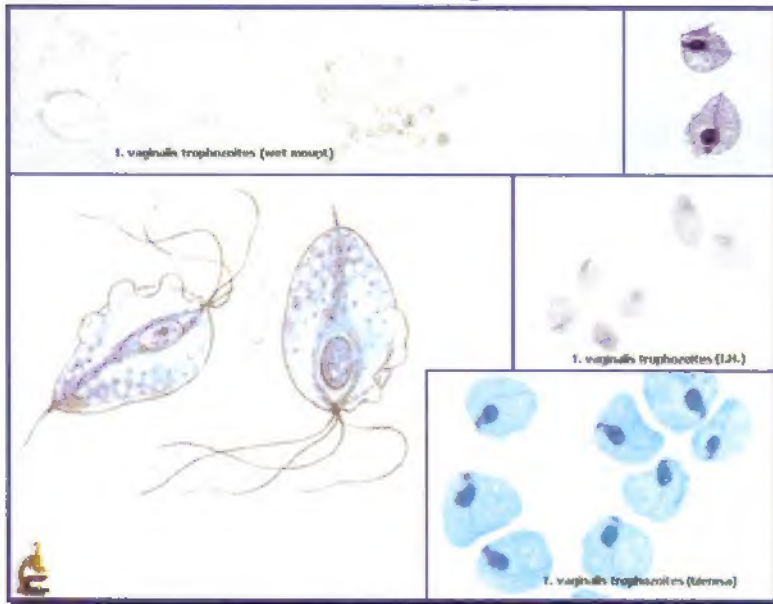 T. vaginalis trophozoites (wet mount)
T. vaginalis trophozoites (I.H.)
T. vaginalis trophozoites (Giemsa)